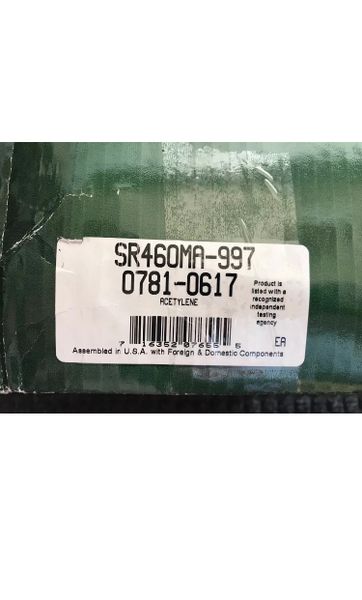 SR460MA-997
0781-0617
ACETYLENE
Product is
listed with a
recognized
independent
testing
agency
7 16352 07655 5
EA
Assembled in U.S.A. with Foreign & Domestic Components